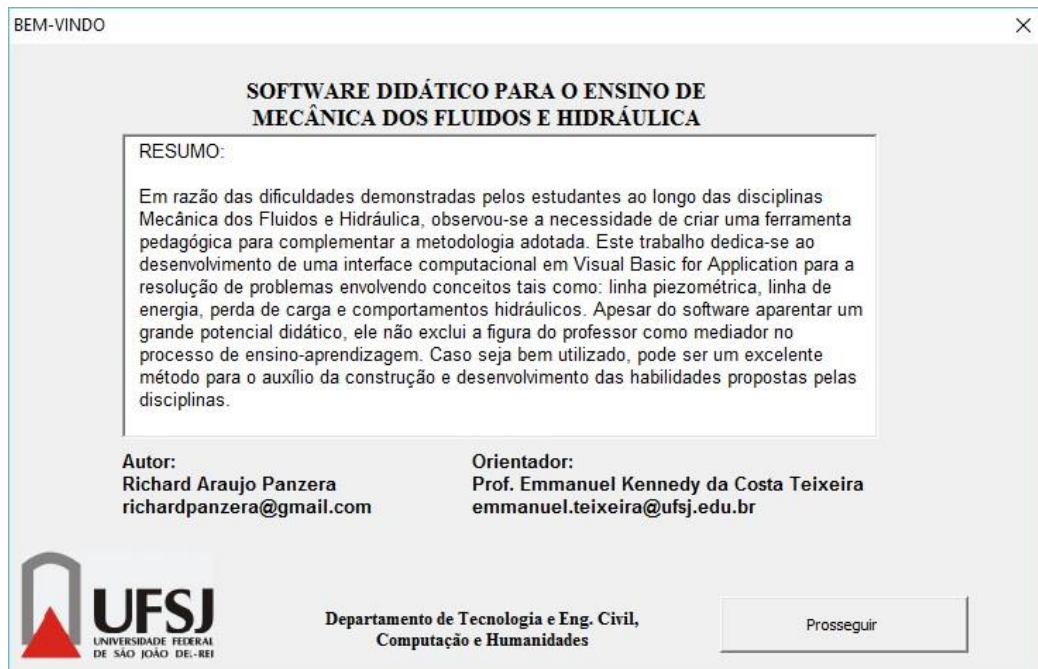 BEM-VINDO
SOFTWARE DIDÁTICO PARA O ENSINO DE
MECÂNICA DOS FLUIDOS E HIDRÁULICA
RESUMO:
Em razão das dificuldades demonstradas pelos estudantes ao longo das disciplinas
Mecânica dos Fluidos e Hidráulica, observou-se a necessidade de criar uma ferramenta
pedagógica para complementar a metodologia adotada. Este trabalho dedica-se ao
desenvolvimento de uma interface computacional em Visual Basic for Application para a
resolução de problemas envolvendo conceitos tais como: linha piezométrica, linha de
energia, perda de carga e comportamentos hidráulicos. Apesar do software aparentar um
grande potencial didático, ele não exclui a figura do professor como mediador no
processo de ensino-aprendizagem. Caso seja bem utilizado, pode ser um excelente
método para o auxílio da construção e desenvolvimento das habilidades propostas pelas
disciplinas.
Autor:
Richard Araujo Panzera
richardpanzera@gmail.com
Orientador:
Prof. Emmanuel Kennedy da Costa Teixeira
emmanuel.teixeira@ufsj.edu.br
UFSJ
UNIVERSIDADE FEDERAL
DE SÃO JOÃO DEL-REI
Departamento de Tecnologia e Eng. Civil,
Computação e Humanidades
Prosseguir